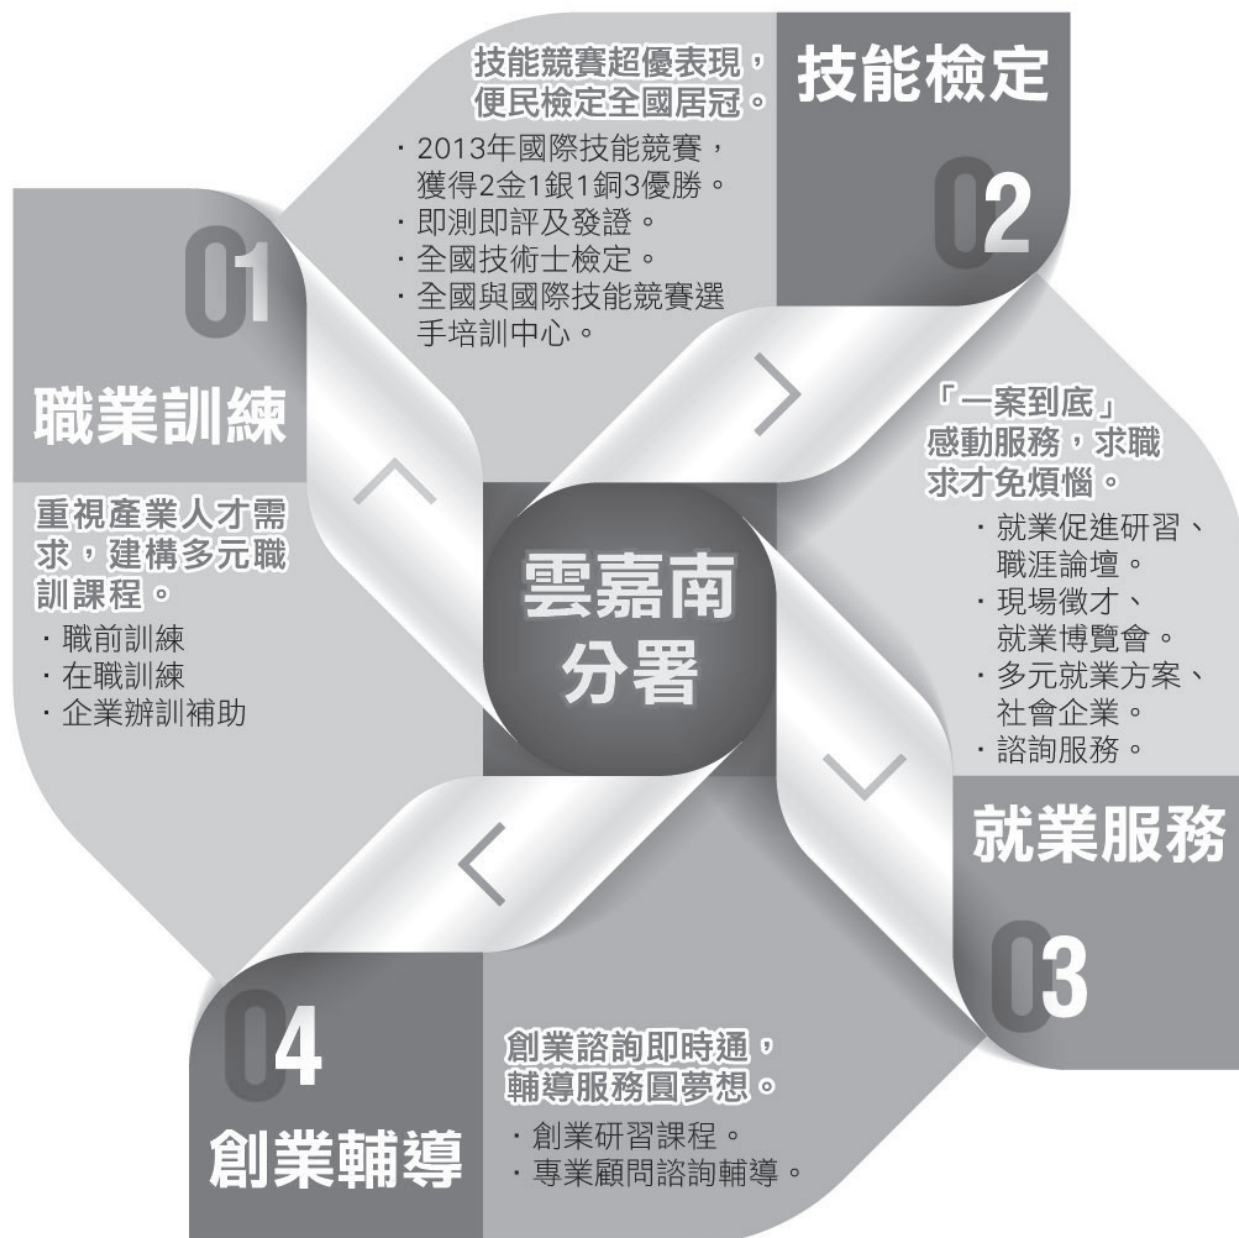 01
職業訓練
重視產業人才需
求，建構多元職
訓課程。
・職前訓練
・在職訓練
・企業辦訓補助
技能檢定
02
技能競賽超優表現，
便民檢定全國居冠。
・2013年國際技能競賽，
獲得2金1銀1銅3優勝。
・即測即評及發證。
・全國技術士檢定。
・全國與國際技能競賽選
手培訓中心。
雲嘉南
分署
「一案到底」
感動服務，求職
求才免煩惱。
・就業促進研習、
職涯論壇。
・現場徵才、
就業博覽會。
・多元就業方案、
社會企業。
・諮詢服務。
就業服務
03
04
創業輔導
創業諮詢即時通，
輔導服務圓夢想。
・創業研習課程。
・專業顧問諮詢輔導。